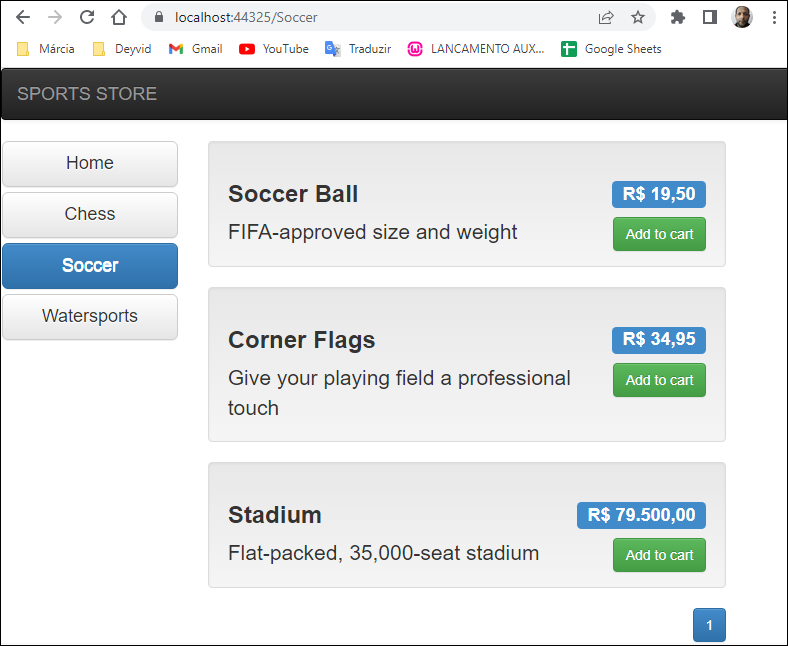 localhost:44325/Soccer
Márcia Deyvid Gmail YouTube Traduzir LANCAMENTO AUX... Google Sheets
SPORTS STORE
Home
Chess
Soccer
Watersports
Soccer Ball
R$ 19,50
FIFA-approved size and weight
Add to cart
Corner Flags
R$ 34,95
Give your playing field a professional
touch
Add to cart
Stadium
R$ 79.500,00
Flat-packed, 35,000-seat stadium
Add to cart
1